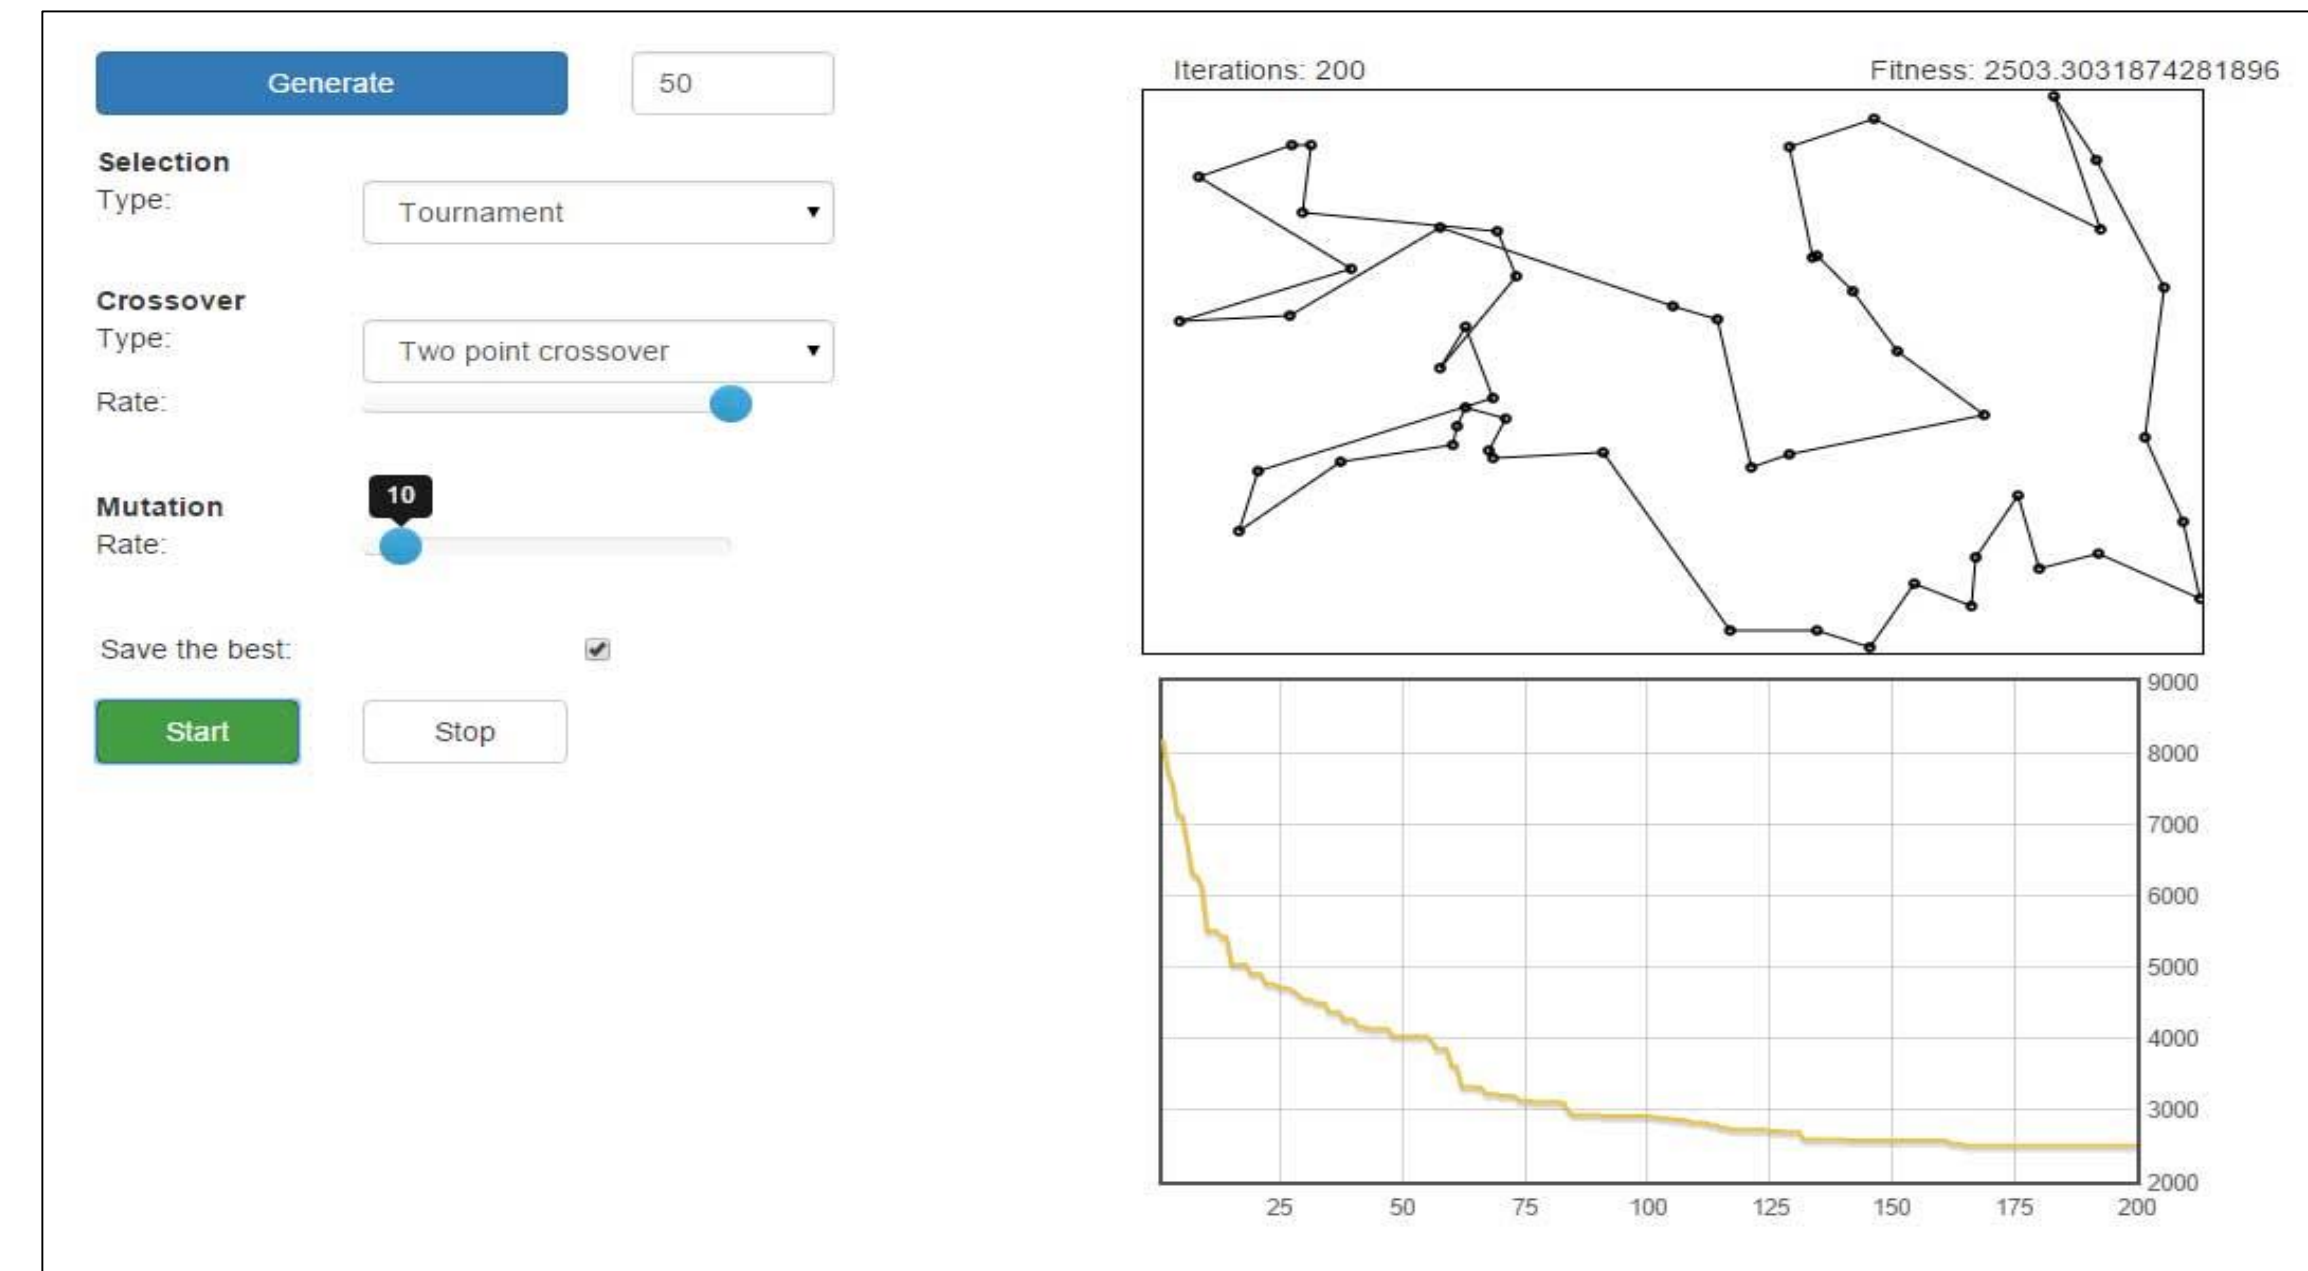 Generate
50
Selection
Type:
Tournament
Crossover
Type:
Two point crossover
Rate:
10
Mutation
Rate:
Save the best:
Start
Stop
Iterations: 200
Fitness: 2503.3031874281896
9000
8000
7000
6000
5000
4000
3000
2000
25 50 75 100 125 150 175 200